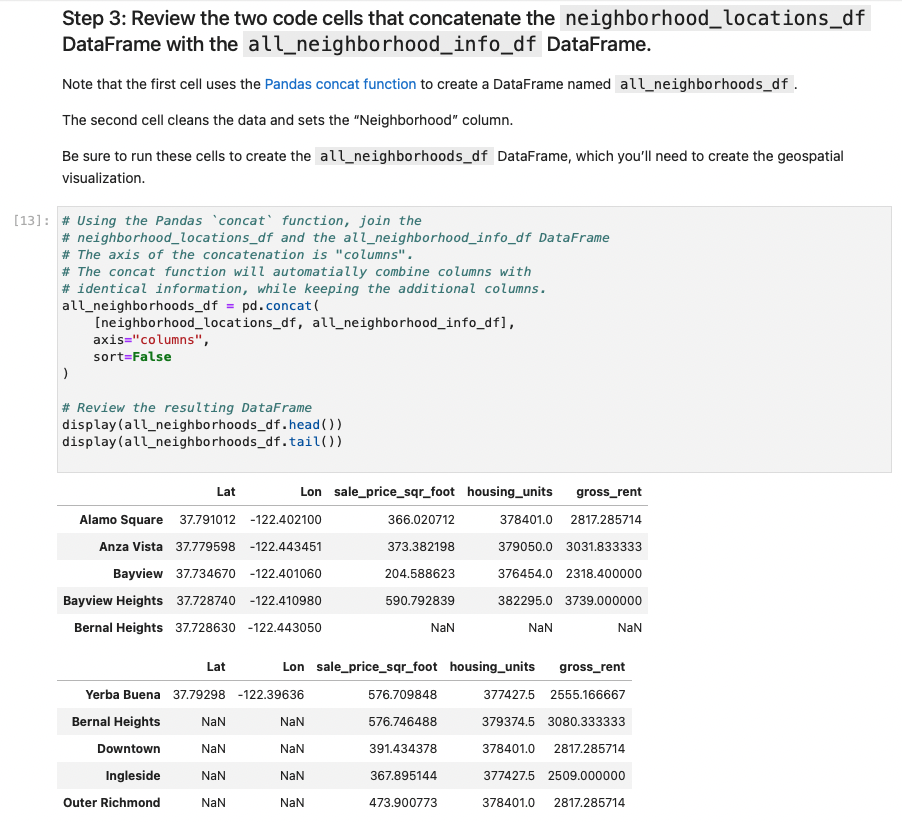 Step 3: Review the two code cells that concatenate the neighborhood_locations_df
DataFrame with the all_neighborhood_info_df DataFrame.
Note that the first cell uses the Pandas concat function to create a DataFrame named all_neighborhoods_df .
The second cell cleans the data and sets the “Neighborhood” column.
Be sure to run these cells to create the all_neighborhoods_df DataFrame, which you’ll need to create the geospatial
visualization.
[13]: # Using the Pandas `concat` function, join the
# neighborhood_locations_df and the all_neighborhood_info_df DataFrame
# The axis of the concatenation is "columns".
# The concat function will automatially combine columns with
# identical information, while keeping the additional columns.
all_neighborhoods_df = pd.concat(
    [neighborhood_locations_df, all_neighborhood_info_df],
    axis="columns",
    sort=False
)
# Review the resulting DataFrame
display(all_neighborhoods_df.head())
display(all_neighborhoods_df.tail())
Lat Lon sale_price_sqr_foot housing_units gross_rent
Alamo Square 37.791012 -122.402100 366.020712 378401.0 2817.285714
Anza Vista 37.779598 -122.443451 373.382198 379050.0 3031.833333
Bayview 37.734670 -122.401060 204.588623 376454.0 2318.400000
Bayview Heights 37.728740 -122.410980 590.792839 382295.0 3739.000000
Bernal Heights 37.728630 -122.443050 NaN NaN NaN
Lat Lon sale_price_sqr_foot housing_units gross_rent
Yerba Buena 37.79298 -122.39636 576.709848 377427.5 2555.166667
Bernal Heights NaN NaN 576.746488 379374.5 3080.333333
Downtown NaN NaN 391.434378 378401.0 2817.285714
Ingleside NaN NaN 367.895144 377427.5 2509.000000
Outer Richmond NaN NaN 473.900773 378401.0 2817.285714